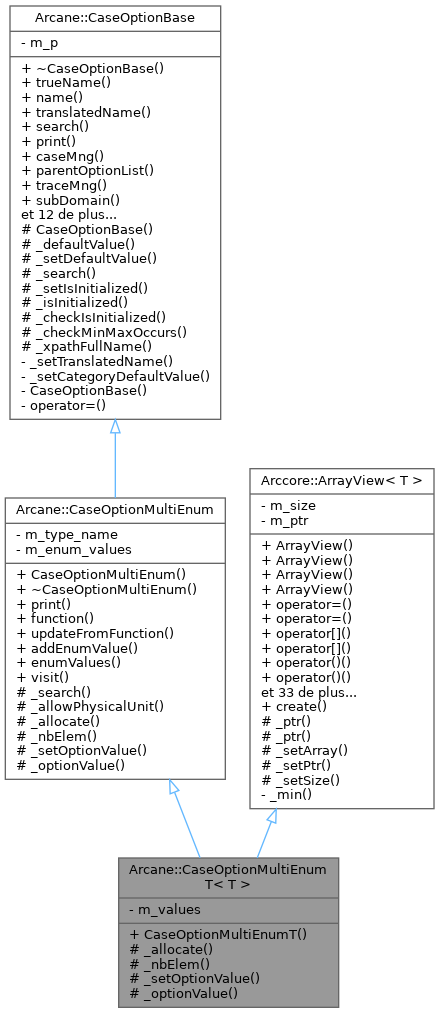 Arcane::CaseOptionBase
- m_p
+ ~CaseOptionBase()
+ trueName()
+ name()
+ translatedName()
+ search()
+ print()
+ caseMng()
+ parentOptionList()
+ traceMng()
+ subDomain()
et 12 de plus...
# CaseOptionBase()
# _defaultValue()
# _setDefaultValue()
# _search()
# _setIsInitialized()
# _isInitialized()
# _checkIsInitialized()
# _checkMinMaxOccurs()
# _xpathFullName()
- _setTranslatedName()
- _setCategoryDefaultValue()
- CaseOptionBase()
- operator=()
Arcane::CaseOptionMultiEnum
- m_type_name
- m_enum_values
+ CaseOptionMultiEnum()
+ ~CaseOptionMultiEnum()
+ print()
+ function()
+ updateFromFunction()
+ addEnumValue()
+ enumValues()
+ visit()
# _search()
# _allowPhysicalUnit()
# _allocate()
# _nbElem()
# _setOptionValue()
# _optionValue()
Arccore::ArrayView< T >
- m_size
- m_ptr
+ ArrayView()
+ ArrayView()
+ ArrayView()
+ ArrayView()
+ operator=()
+ operator=()
+ operator[]()
+ operator[]()
+ operator()()
+ operator()()
et 33 de plus...
+ create()
# _ptr()
# _ptr()
# _setArray()
# _setPtr()
# _setSize()
- _min()
Arcane::CaseOptionMultiEnum
T< T >
- m_values
+ CaseOptionMultiEnumT()
# _allocate()
# _nbElem()
# _setOptionValue()
# _optionValue()